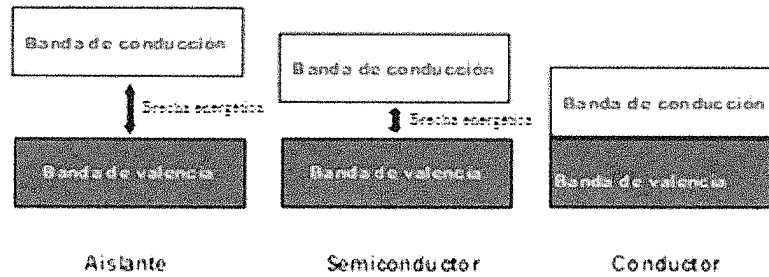 Banda de conducción
Brecha energética
Banda de valencia
Aislante
Banda de conducción
Brecha energética
Banda de valencia
Semiconductor
Banda de conducción
Banda de valencia
Conductor